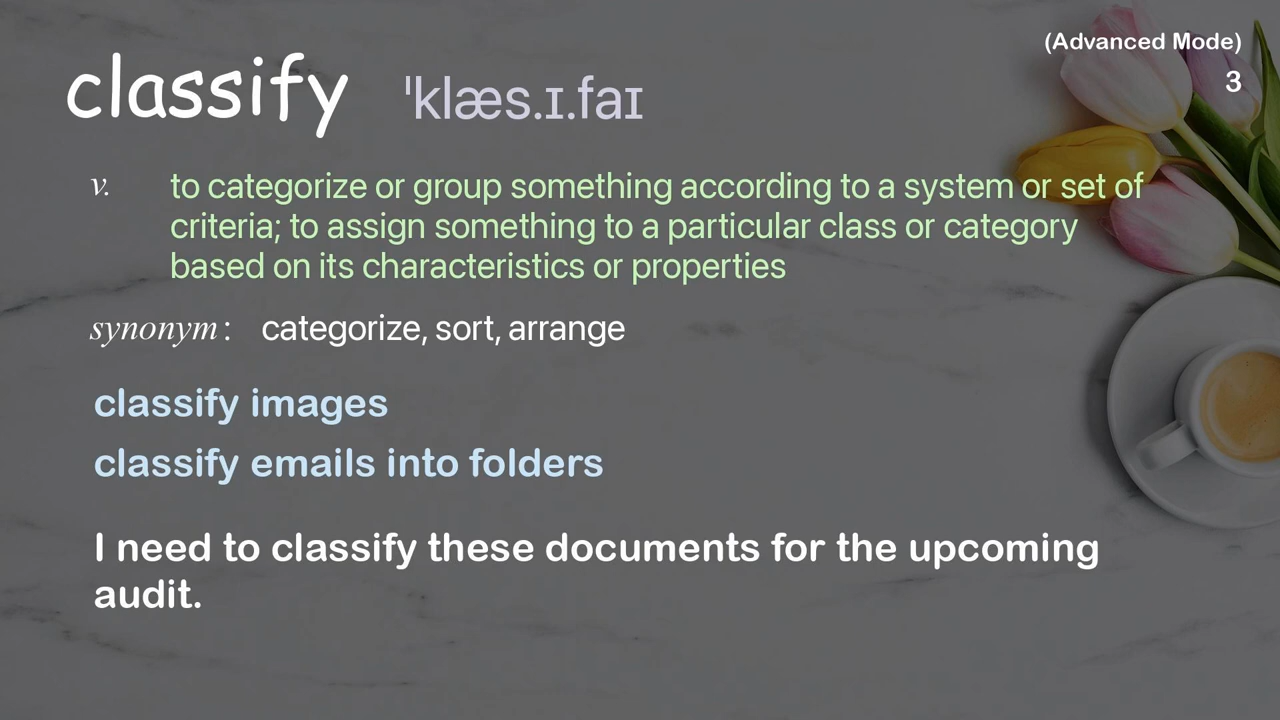 (Advanced Mode)
3
classify ˈklæs.ɪ.faɪ
v. to categorize or group something according to a system or set of
criteria; to assign something to a particular class or category
based on its characteristics or properties
synonym: categorize, sort, arrange
classify images
classify emails into folders
I need to classify these documents for the upcoming
audit.